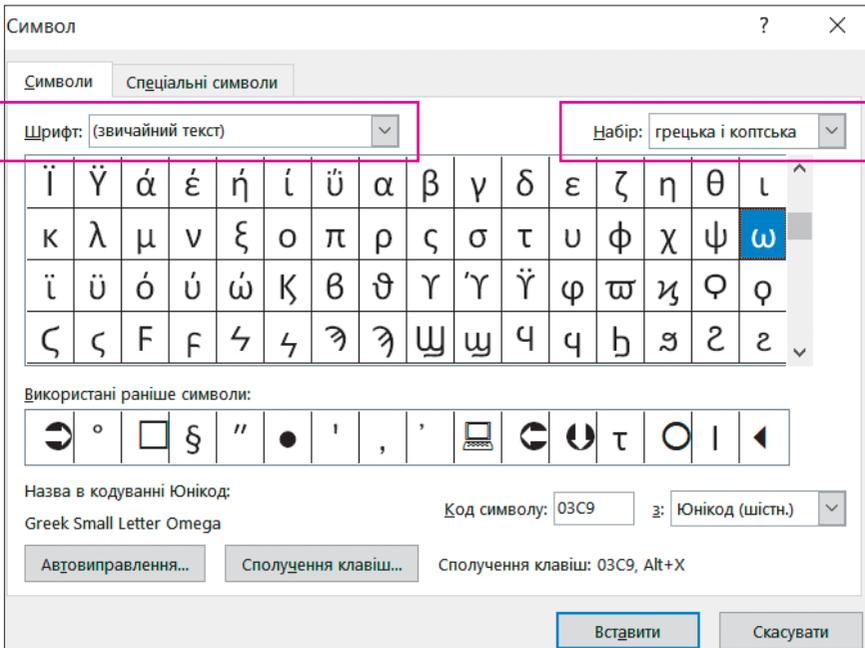 Символ ?
Символи Спеціальні символи
Шрифт: (звичайний текст) Набір: грецька і коптська
Ϊ Ϋ ά έ ή ί ΰ α β γ δ ε ζ η θ ι
κ λ μ ν ξ ο π ρ ς σ τ υ φ χ ψ ω
ϊ ϋ ό ύ ώ Ϗ ϐ ϑ ϒ ϓ ϔ ϕ ϖ ϗ Ϙ ϙ
Ϛ ϛ Ϝ ϝ Ϟ ϟ Ϡ ϡ Ϣ ϣ Ϥ ϥ Ϧ ϧ Ϩ ϩ
Використані раніше символи:
➲ ° □ § ″ ● ' , ’ 💻 τ ○ | ◄
Назва в кодуванні Юнікод:
Greek Small Letter Omega
Код символу: 03C9 з: Юнікод (шістн.)
Автовиправлення... Сполучення клавіш... Сполучення клавіш: 03C9, Alt+X
Вставити Скасувати